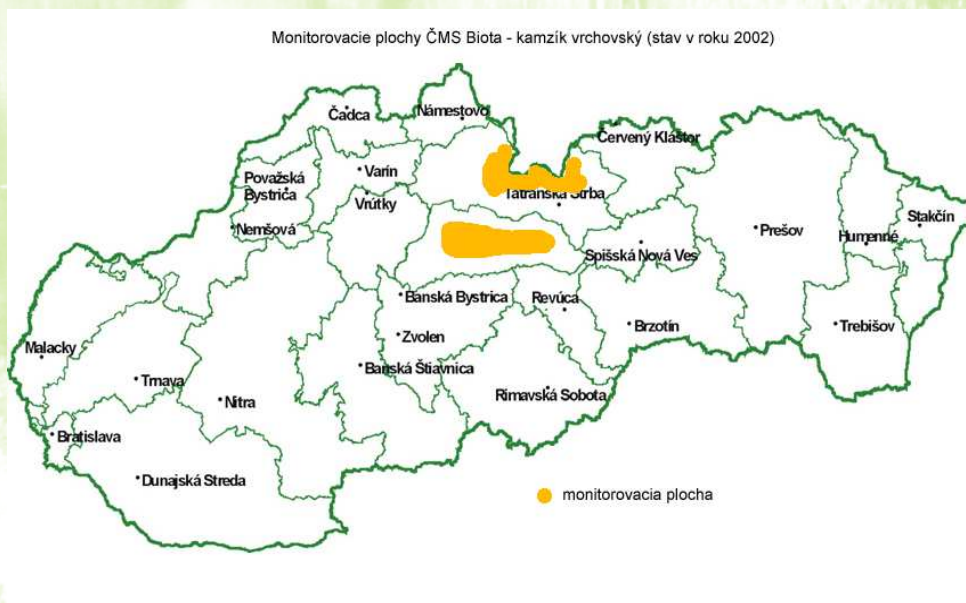 Monitorovacie plochy ČMS Biota - kamzík vrchovský (stav v roku 2002)
Čadca
Námestovo
Červený Kláštor
Varín
Považská
Bystrica
Vrútky
Tatranská Štrba
Stakčín
Nemšová
Prešov
Humenné
Spišská Nová Ves
Banská Bystrica
Revúca
Brzotín
Trebišov
Zvolen
Malacky
Banská Štiavnica
Trnava
Rimavská Sobota
Nitra
Bratislava
Dunajská Streda
monitorovacia plocha